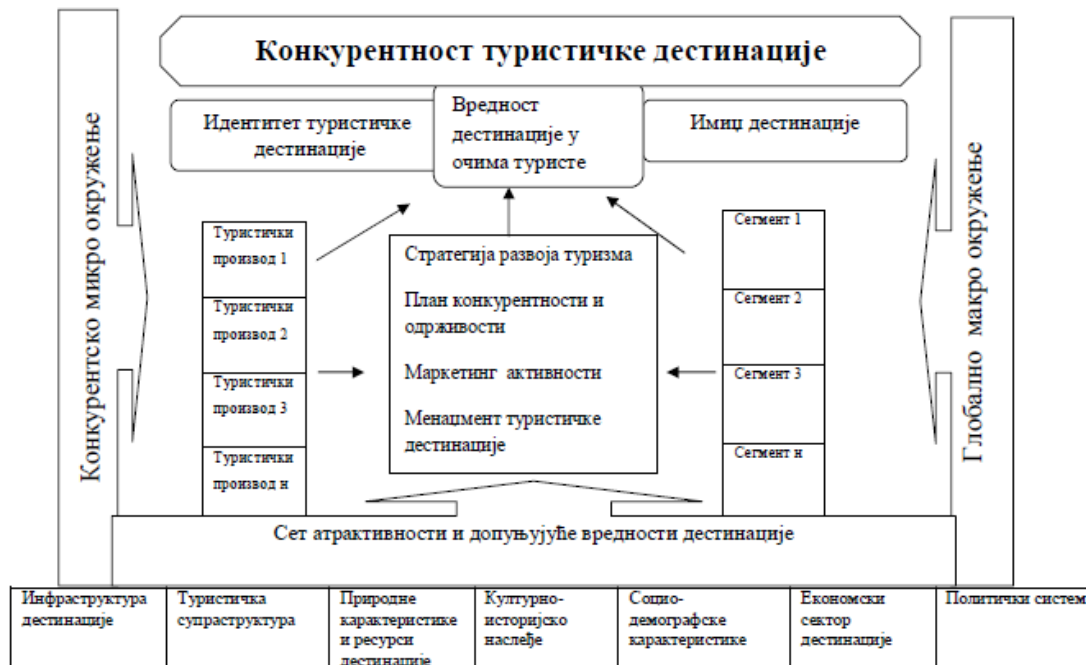 Конкурентност туристичке дестинације
Идентитет туристичке
дестинације
Вредност
дестинације у
очима туристе
Имиџ дестинације
Конкурентско микро окружење
Глобално макро окружење
Туристички
производ 1
Туристички
производ 2
Туристички
производ 3
Туристички
производ н
Стратегија развоја туризма
План конкурентности и
одрживости
Маркетинг активности
Менаџмент туристичке
дестинације
Сегмент 1
Сегмент 2
Сегмент 3
Сегмент н
Сет атрактивности и допуњујуће вредности дестинације
Инфраструктура
дестинације
Туристичка
супраструктура
Природне
карактеристике
и ресурси
дестинације
Културно-
историјско
наслеђе
Социо-
демографске
карактеристике
Економски
сектор
дестинације
Политички систем